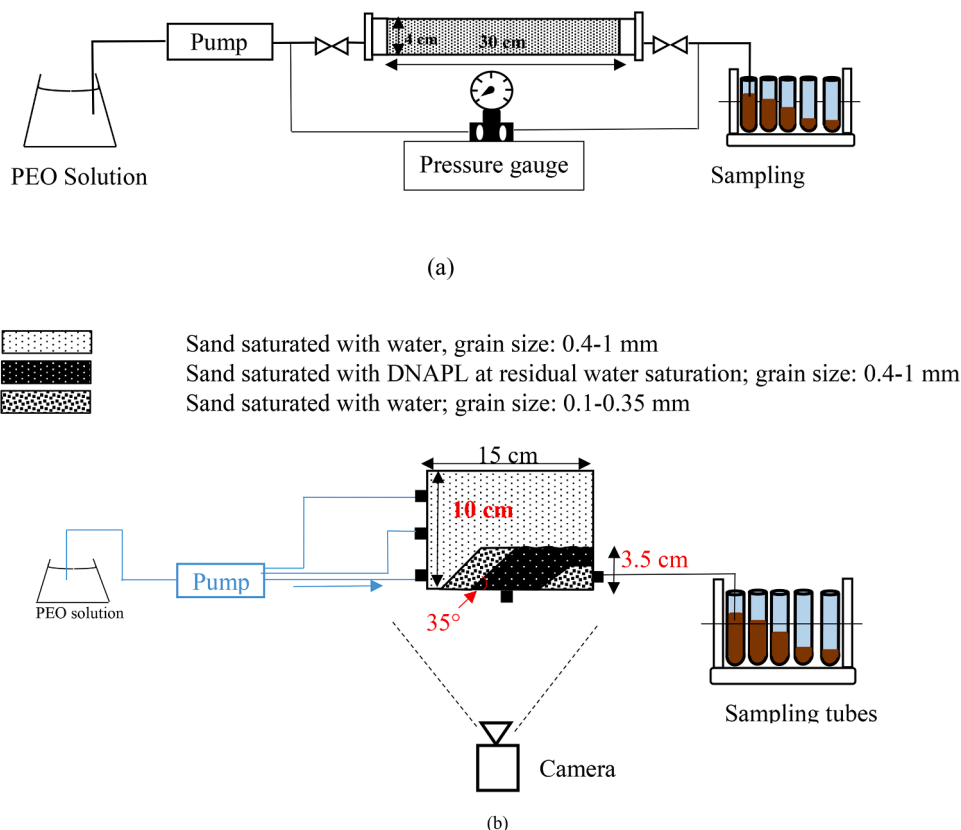 Pump
4 cm
30 cm
PEO Solution
Pressure gauge
Sampling
(a)
Sand saturated with water, grain size: 0.4-1 mm
Sand saturated with DNAPL at residual water saturation; grain size: 0.4-1 mm
Sand saturated with water; grain size: 0.1-0.35 mm
15 cm
10 cm
3.5 cm
Pump
PEO solution
35°
Sampling tubes
Camera
(b)